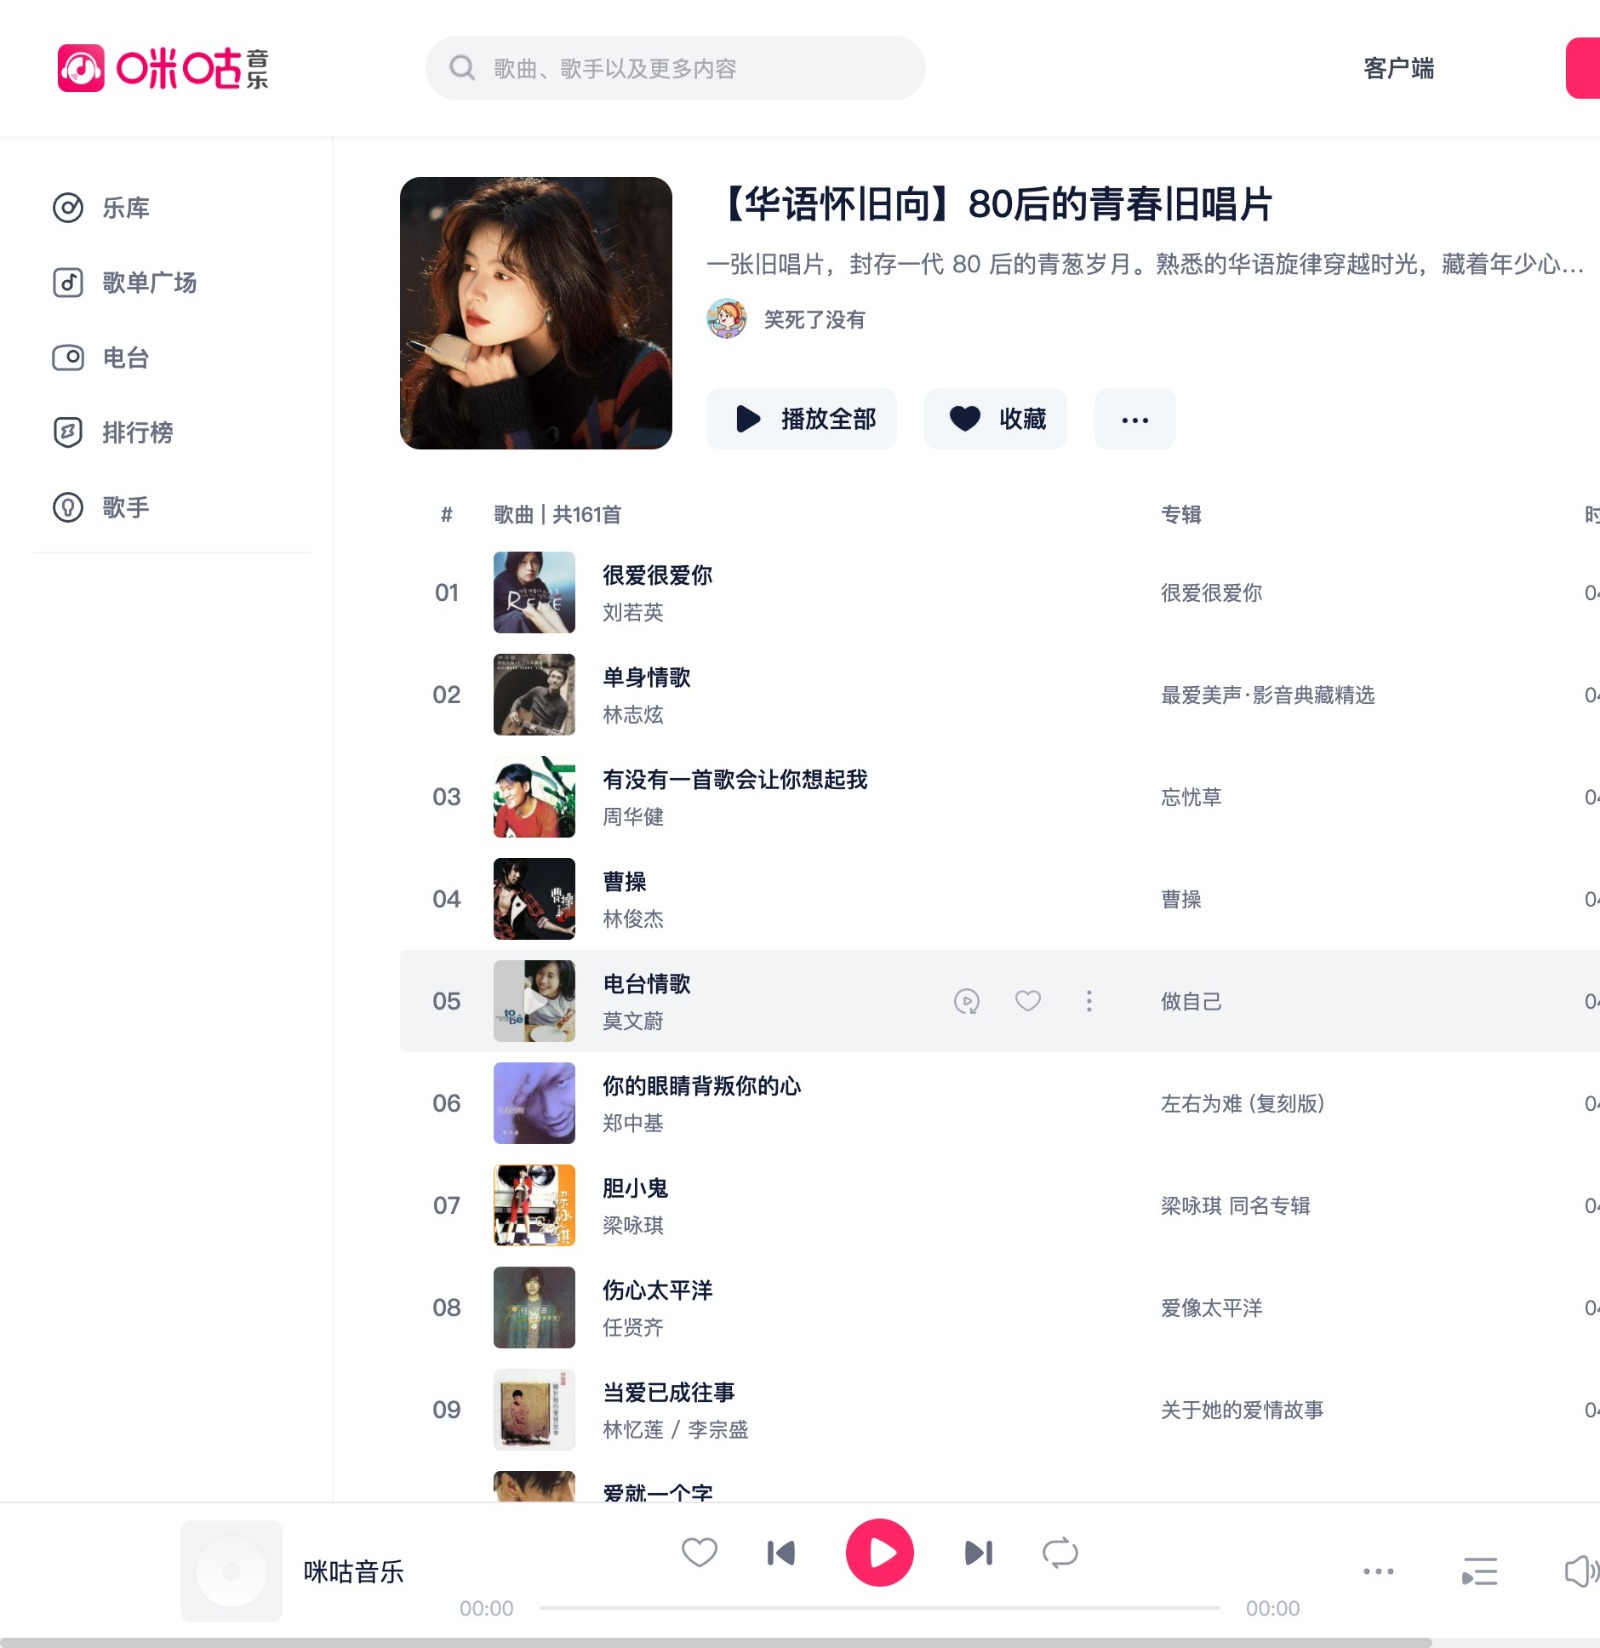 咪咕音乐
歌曲、歌手以及更多内容
客户端
乐库
歌单广场
电台
排行榜
歌手
【华语怀旧向】80后的青春旧唱片
一张旧唱片，封存一代 80 后的青葱岁月。熟悉的华语旋律穿越时光，藏着年少心...
笑死了没有
播放全部
收藏
# 歌曲 | 共161首 专辑 时
01 很爱很爱你 很爱很爱你 04
刘若英
02 单身情歌 最爱美声·影音典藏精选 04
林志炫
03 有没有一首歌会让你想起我 忘忧草 04
周华健
04 曹操 曹操 04
林俊杰
05 电台情歌 做自己 04
莫文蔚
06 你的眼睛背叛你的心 左右为难 (复刻版) 04
郑中基
07 胆小鬼 梁咏琪 同名专辑 04
梁咏琪
08 伤心太平洋 爱像太平洋 04
任贤齐
09 当爱已成往事 关于她的爱情故事 04
林忆莲 / 李宗盛
爱就一个字
咪咕音乐
00:00
00:00